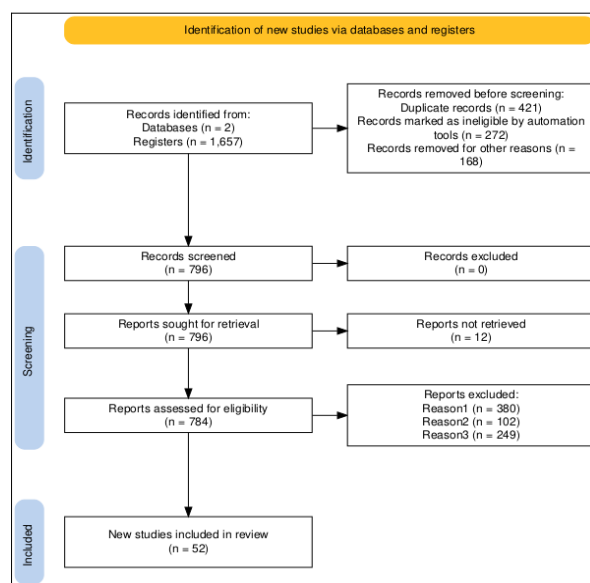 Identification of new studies via databases and registers
Identification
Records identified from:
Databases (n = 2)
Registers (n = 1,657)
Records removed before screening:
Duplicate records (n = 421)
Records marked as ineligible by automation
tools (n = 272)
Records removed for other reasons (n =
168)
Screening
Records screened
(n = 796)
Records excluded
(n = 0)
Reports sought for retrieval
(n = 796)
Reports not retrieved
(n = 12)
Reports assessed for eligibility
(n = 784)
Reports excluded:
Reason1 (n = 380)
Reason2 (n = 102)
Reason3 (n = 249)
Included
New studies included in review
(n = 52)